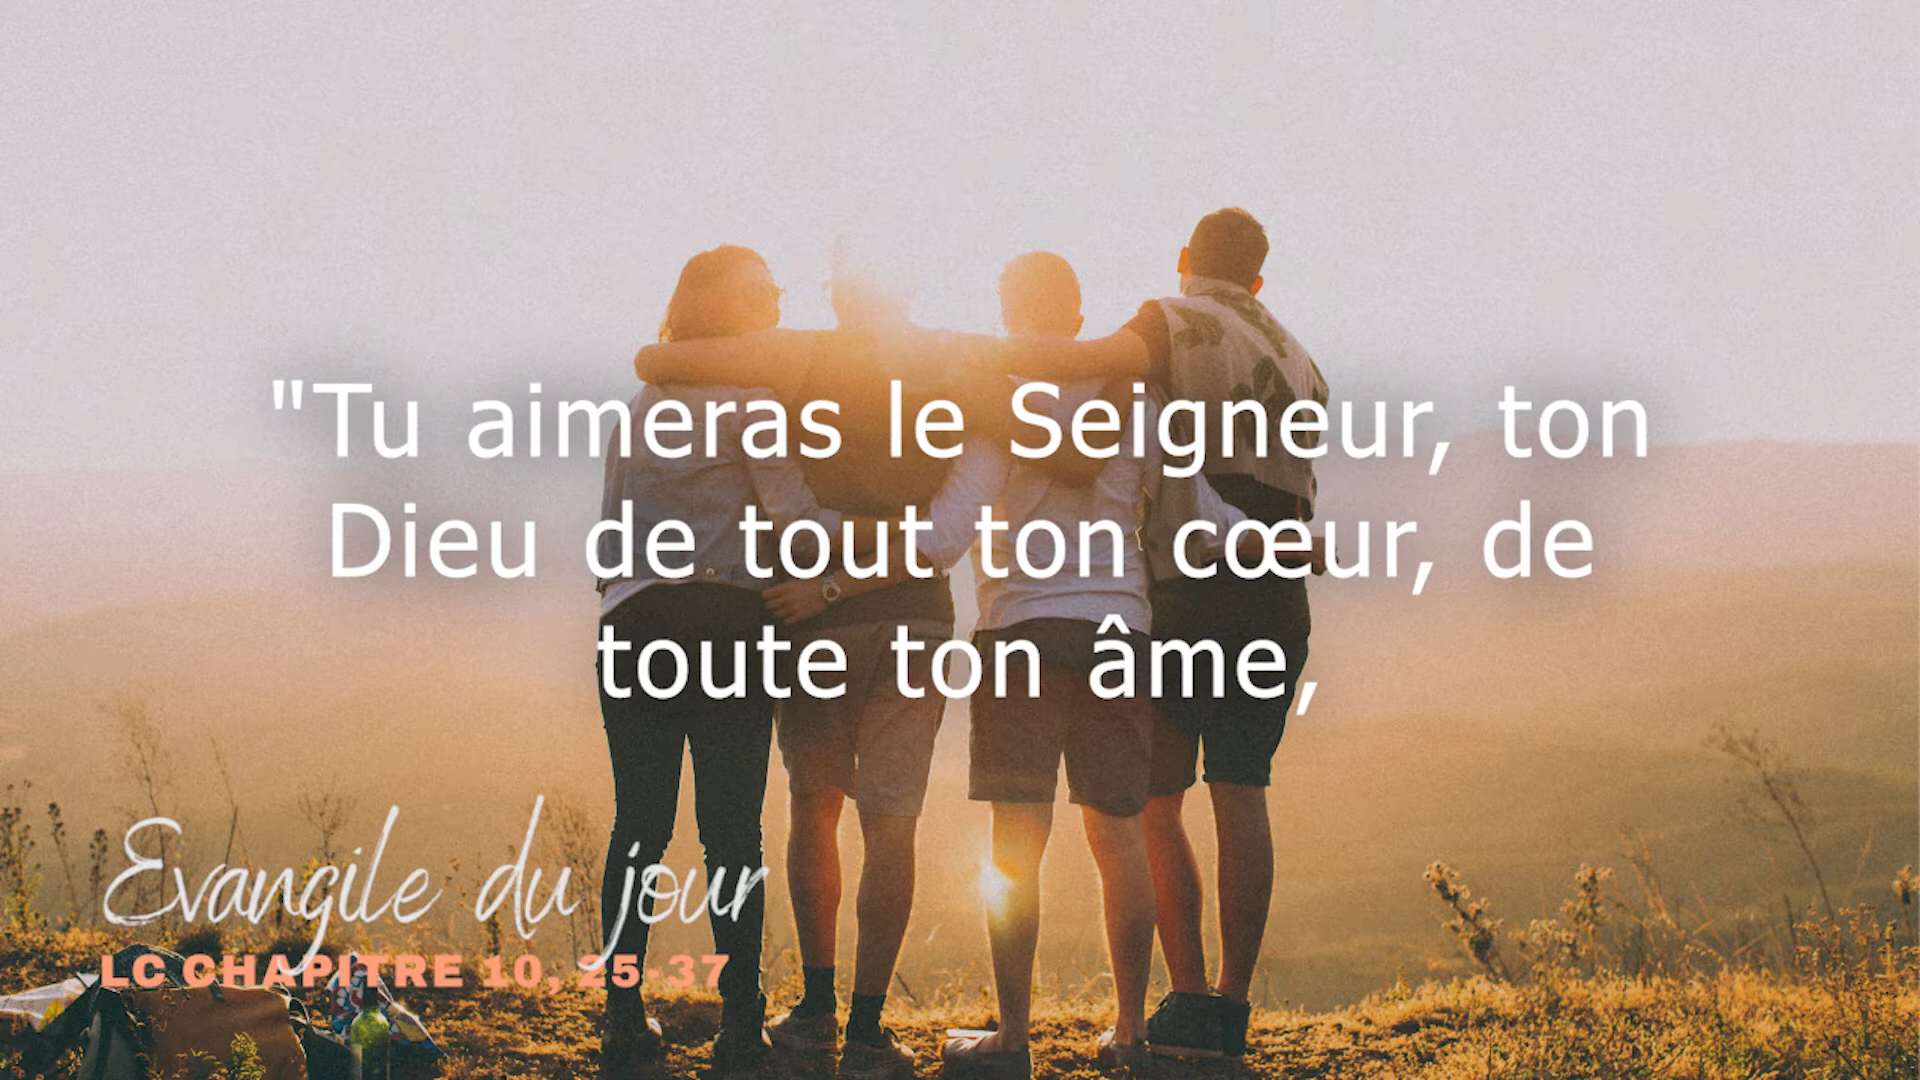 "Tu aimeras le Seigneur, ton
Dieu de tout ton cœur, de
toute ton âme,
Evangile du jour
LC CHAPITRE 10, 25-37